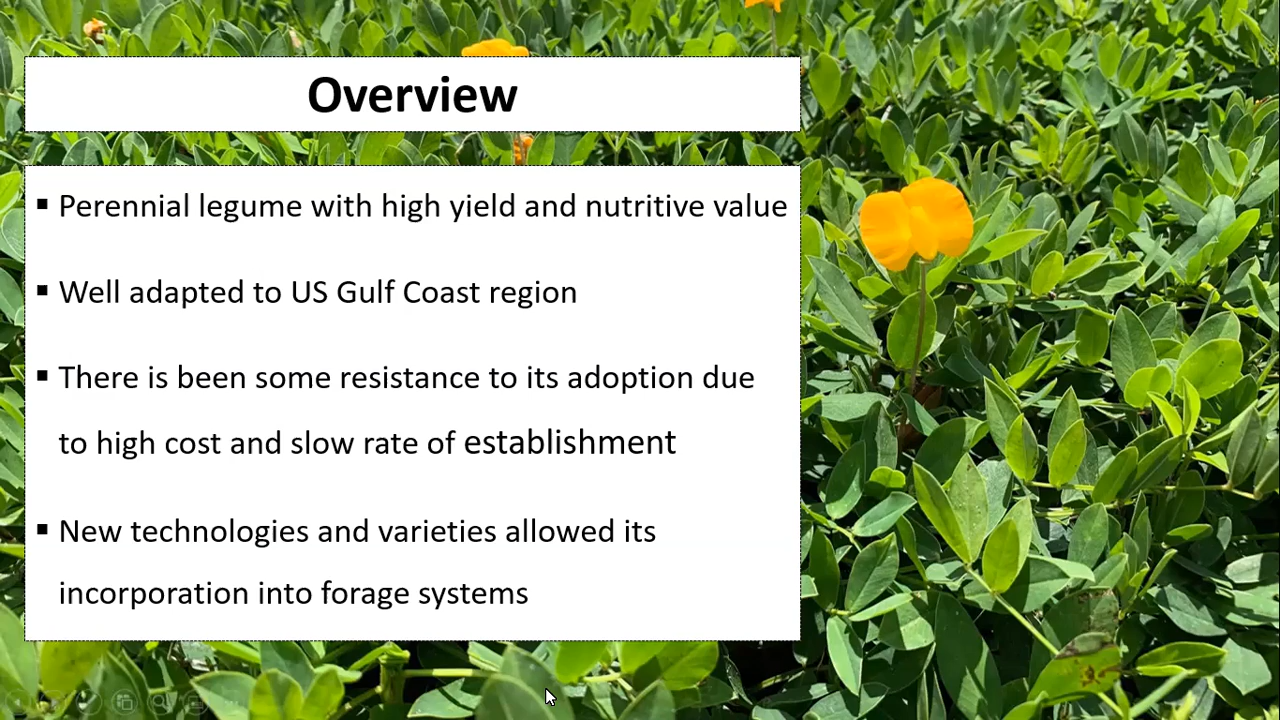 Overview
▪ Perennial legume with high yield and nutritive value
▪ Well adapted to US Gulf Coast region
▪ There is been some resistance to its adoption due
to high cost and slow rate of establishment
▪ New technologies and varieties allowed its
incorporation into forage systems